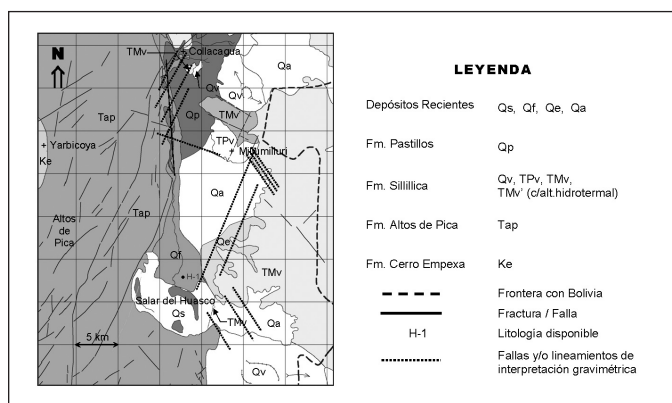 N
TMv
Collacagua
Qa
Qv
Qv
TMv
Qp
Tap
TPv
+ Yarbicoya
Millumilluri
Ke
Qa
Altos
de
Pica
Tap
Qe
Qf
TMv
H-1
Salar del Huasco
Qs
TMv
Qa
5 km
Qv
LEYENDA
Depósitos Recientes Qs, Qf, Qe, Qa
Fm. Pastillos Qp
Fm. Sillillica Qv, TPv, TMv,
TMv' (c/alt.hidrotermal)
Fm. Altos de Pica Tap
Fm. Cerro Empexa Ke
Frontera con Bolivia
Fractura / Falla
H-1 Litología disponible
Fallas y/o lineamientos de
interpretación gravimétrica